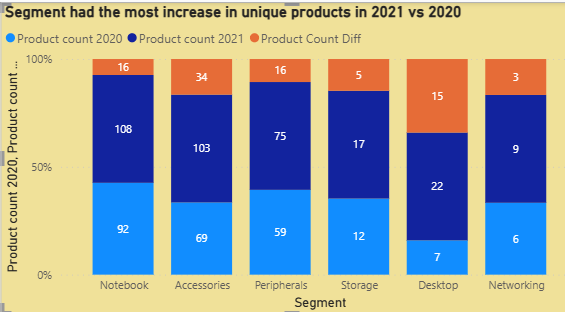 Segment had the most increase in unique products in 2021 vs 2020
Product count 2020 Product count 2021 Product Count Diff
Product count 2020, Product count ...
100%
50%
0%
16 34 16 5 15 3
108 103 75 17 22 9
92 69 59 12 7 6
Notebook Accessories Peripherals Storage Desktop Networking
Segment